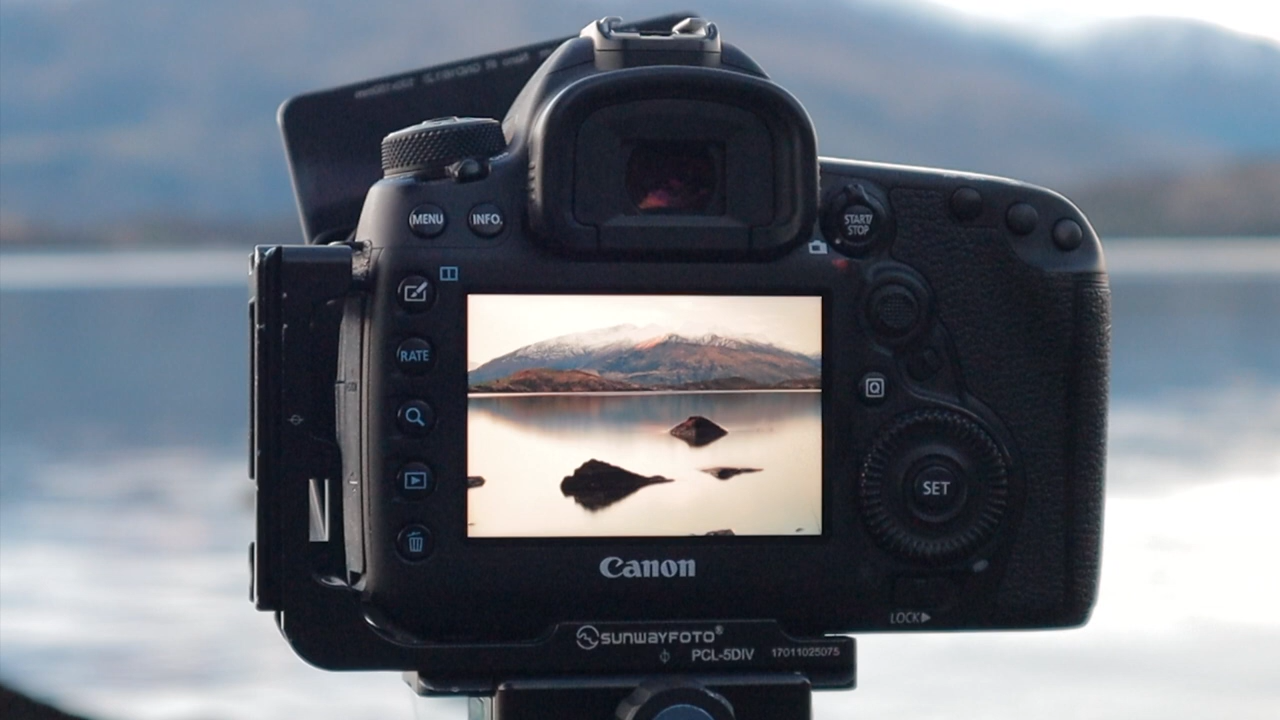 MENU
INFO.
START/
STOP
RATE
Q
SET
Canon
LOCK
SUNWAYFOTO®
PCL-5DIV 17011025075